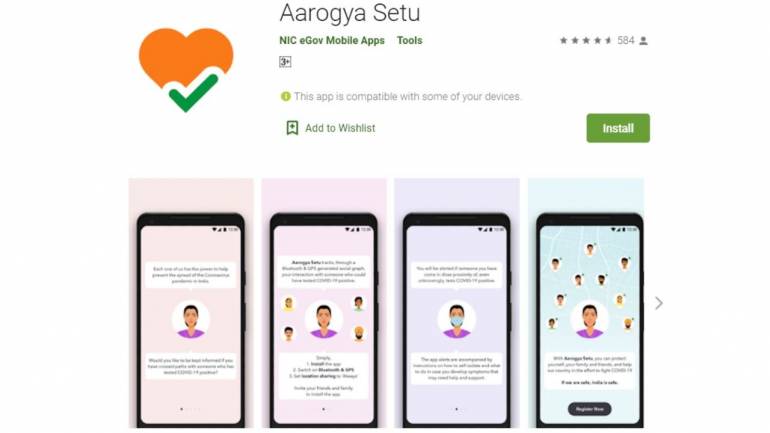 Aarogya Setu
NIC eGov Mobile Apps Tools
584
3+
This app is compatible with some of your devices.
Add to Wishlist
Install
Each one of us has the power to help
prevent the spread of the Coronavirus
pandemic in India.
Would you like to be kept informed if you
have crossed paths with someone who has
tested COVID-19 positive?
Aarogya Setu tracks, through a
Bluetooth & GPS generated social graph,
your interaction with someone who could
have tested COVID-19 positive.
Simply,
1. Install the app
2. Switch on Bluetooth & GPS
3. Set location sharing to 'Always'
Invite your friends and family
to install the app
You will be alerted if someone you have
come in close proximity of, even
unknowingly, tests COVID-19 positive.
The app alerts are accompanied by
instructions on how to self-isolate and what
to do in case you develop symptoms that
may need help and support.
With Aarogya Setu, you can protect
yourself, your family and friends, and help
our country in the effort to fight COVID-19
If we are safe, India is safe.
Register Now